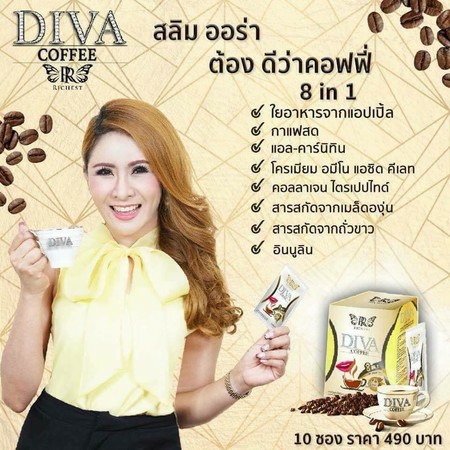 DIVA
COFFEE
R
RICHEST
สลิม ออร่า
ต้อง ดีว่าคอฟฟี่
8 in 1
ใยอาหารจากแอปเปิ้ล
กาแฟสด
แอล-คาร์นิทิน
โครเมียม อมีโน แอซิด คีเลท
คอลลาเจน ไตรเปปไทด์
สารสกัดจากเมล็ดองุ่น
สารสกัดจากถั่วขาว
อินนูลิน
DIVA
DIVA
COFFEE
R
DIVA
COFFEE
DIVA
COFFEE
10 ซอง ราคา 490 บาท